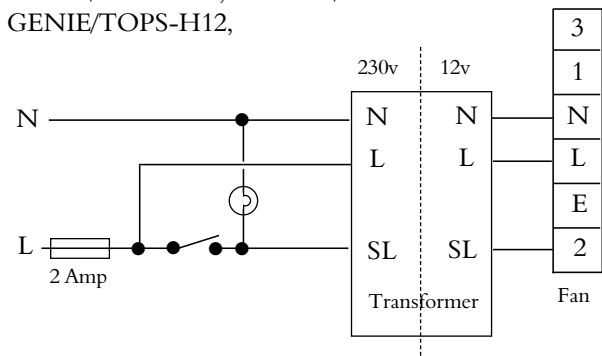 GENIE/TOPS-H12,
230v 12v
3
1
N
N
N
N
L
L
L
E
L
SL
SL
2
2 Amp
Transformer
Fan